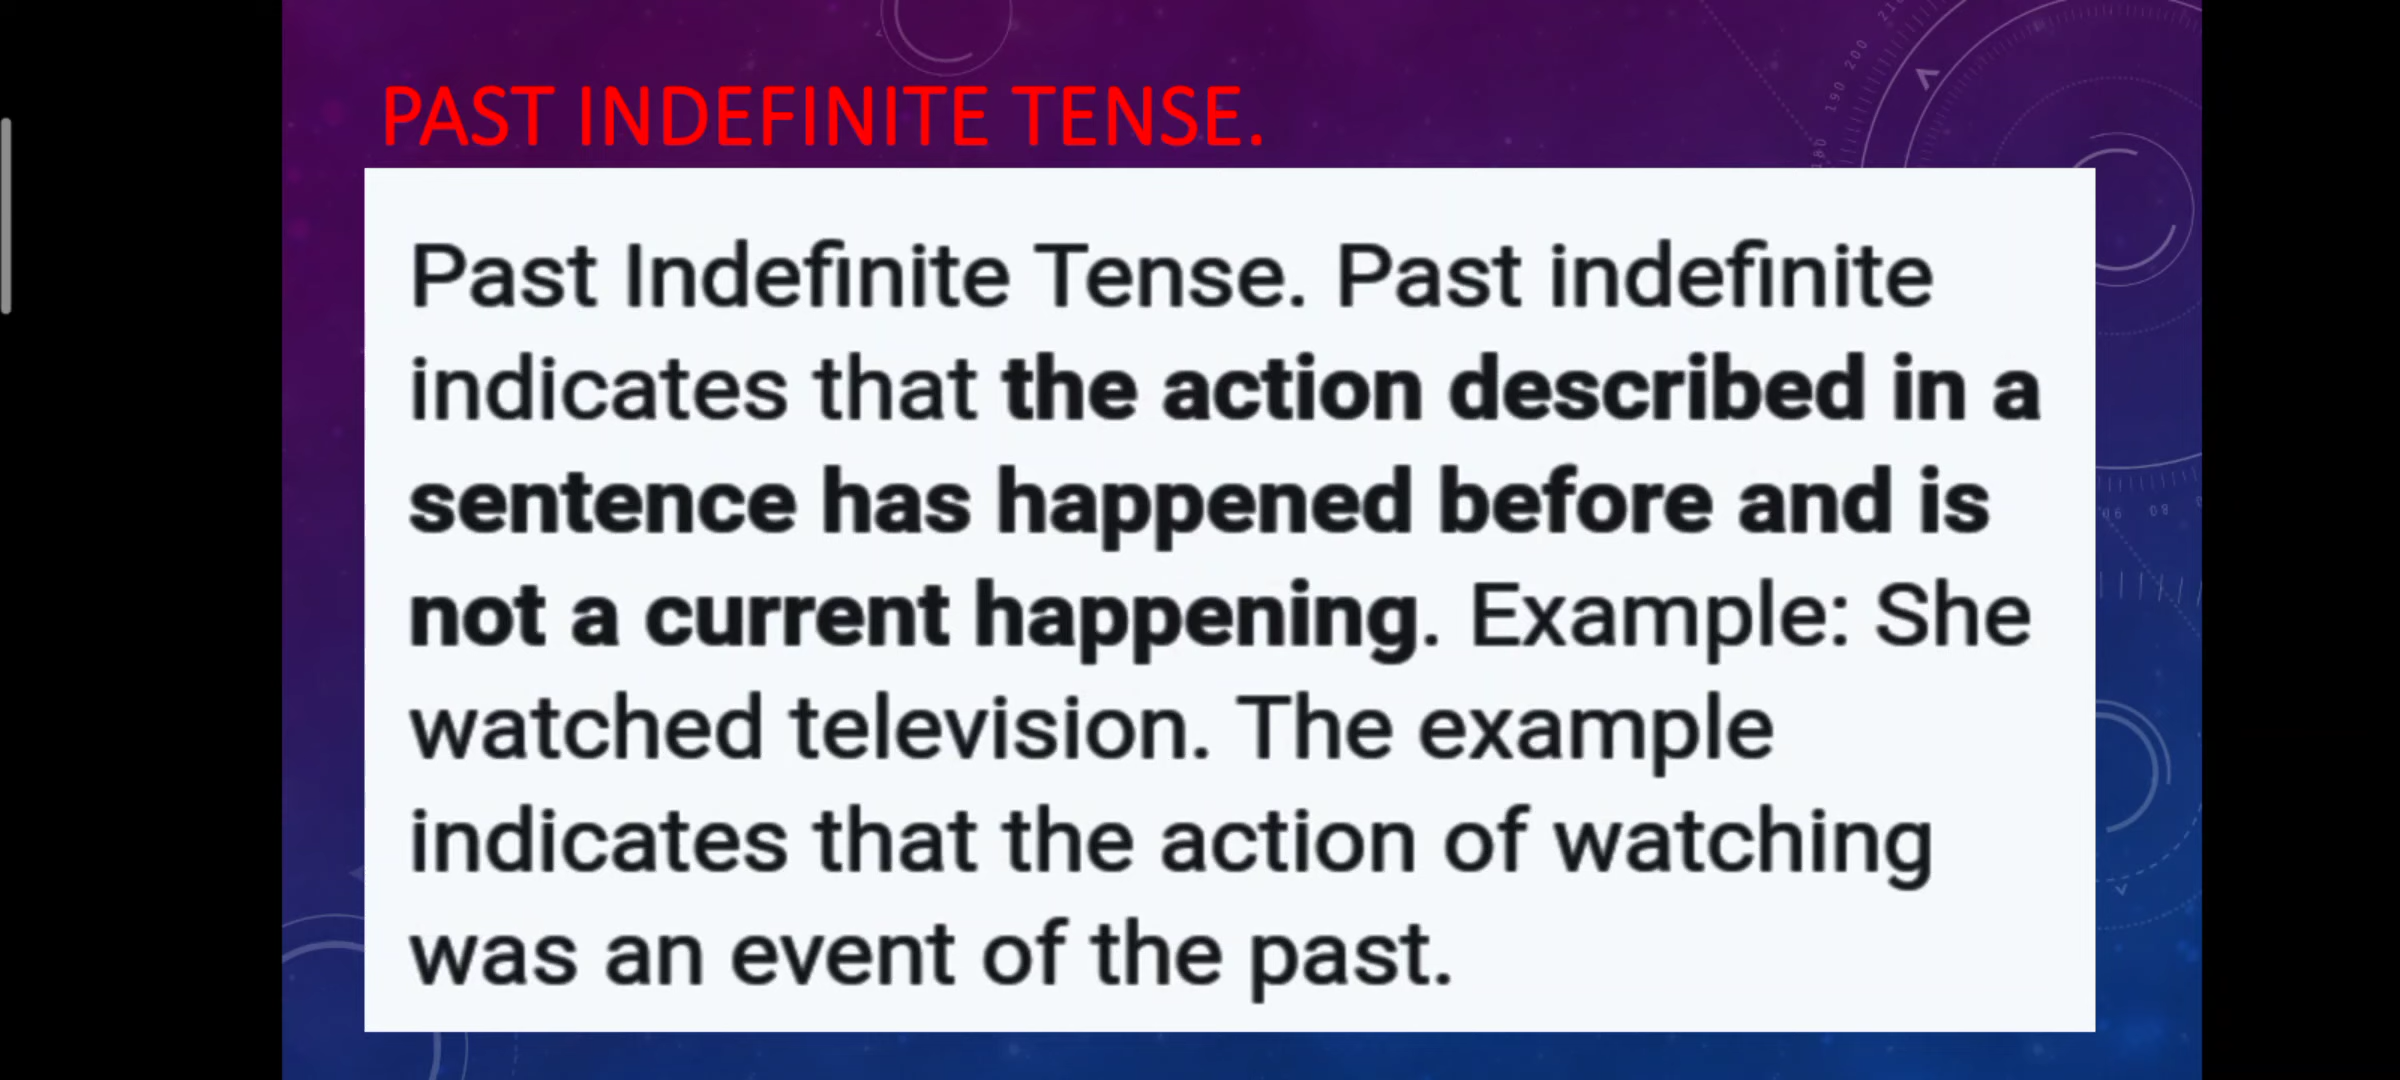 PAST INDEFINITE TENSE.
Past Indefinite Tense. Past indefinite
indicates that the action described in a
sentence has happened before and is
not a current happening. Example: She
watched television. The example
indicates that the action of watching
was an event of the past.